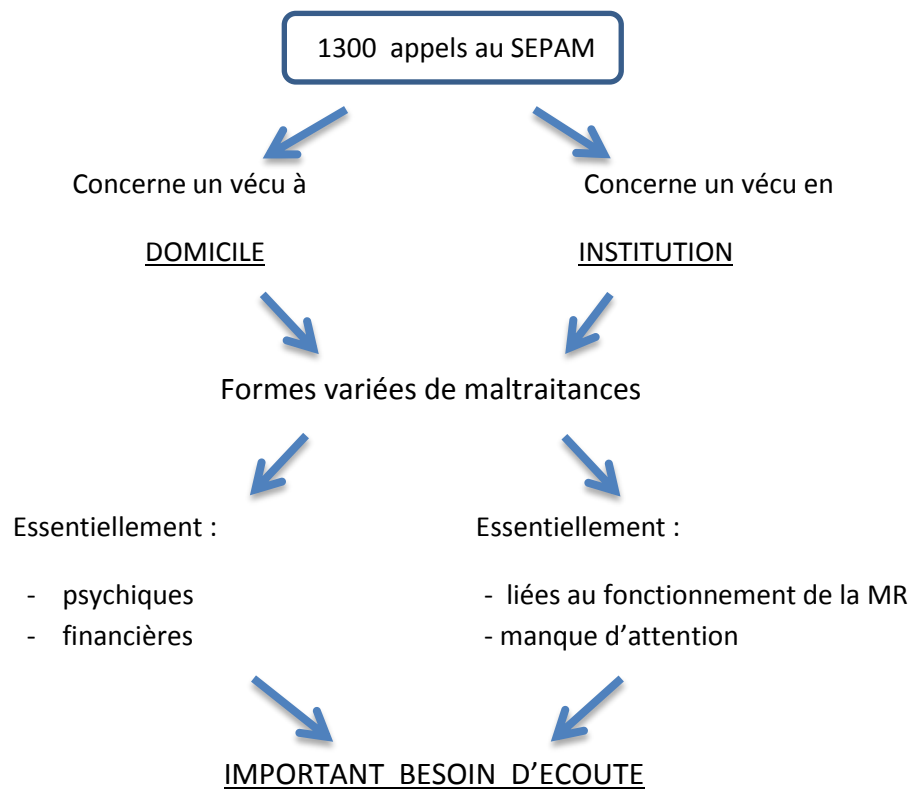 1300 appels au SEPAM
Concerne un vécu à
Concerne un vécu en
DOMICILE
INSTITUTION
Formes variées de maltraitances
Essentiellement :
Essentiellement :
- psychiques
- liées au fonctionnement de la MR
- financières
- manque d’attention
IMPORTANT BESOIN D’ECOUTE